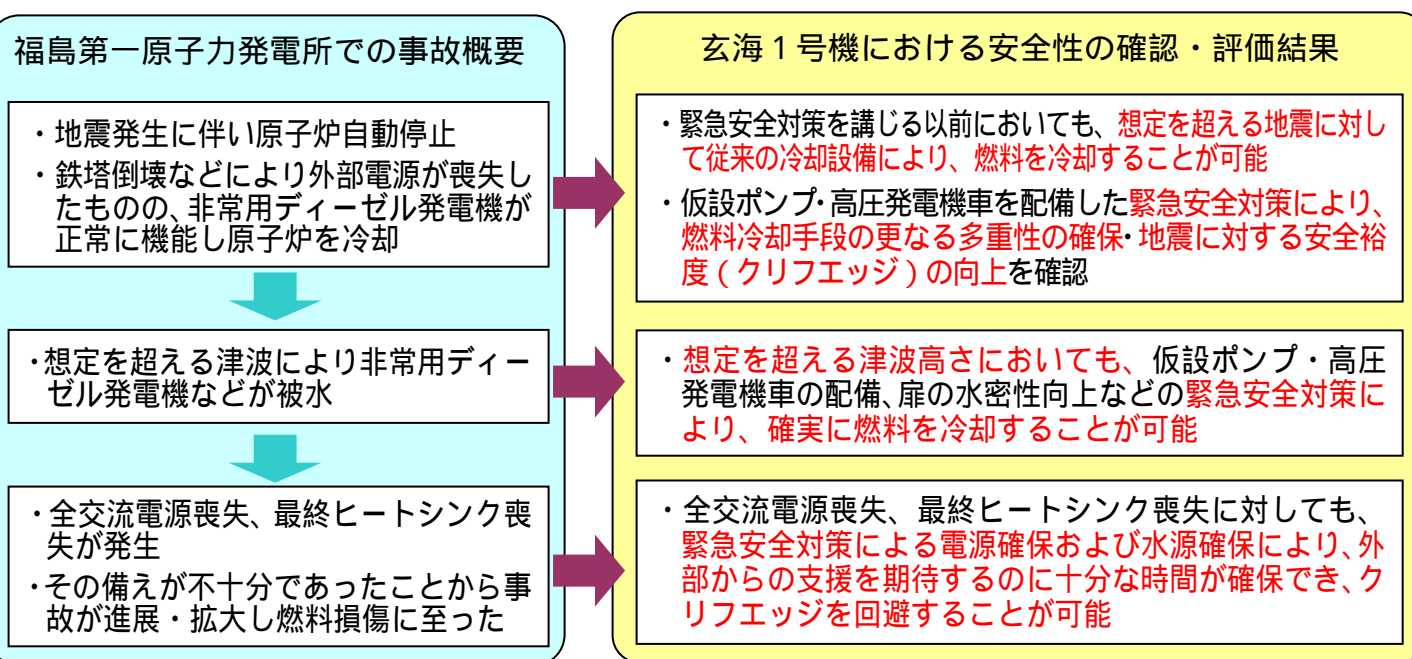 福島第一原子力発電所での事故概要
・地震発生に伴い原子炉自動停止
・鉄塔倒壊などにより外部電源が喪失し
たものの、非常用ディーゼル発電機が
正常に機能し原子炉を冷却
・想定を超える津波により非常用ディー
ゼル発電機などが被水
・全交流電源喪失、最終ヒートシンク喪
失が発生
・その備えが不十分であったことから事
故が進展・拡大し燃料損傷に至った
玄海1号機における安全性の確認・評価結果
・緊急安全対策を講じる以前においても、想定を超える地震に対し
て従来の冷却設備により、燃料を冷却することが可能
・仮設ポンプ・高圧発電機車を配備した緊急安全対策により、
燃料冷却手段の更なる多重性の確保・地震に対する安全裕
度(クリフエッジ)の向上を確認
・想定を超える津波高さにおいても、仮設ポンプ・高圧
発電機車の配備、扉の水密性向上などの緊急安全対策に
より、確実に燃料を冷却することが可能
・全交流電源喪失、最終ヒートシンク喪失に対しても、
緊急安全対策による電源確保および水源確保により、外
部からの支援を期待するのに十分な時間が確保でき、ク
リフエッジを回避することが可能